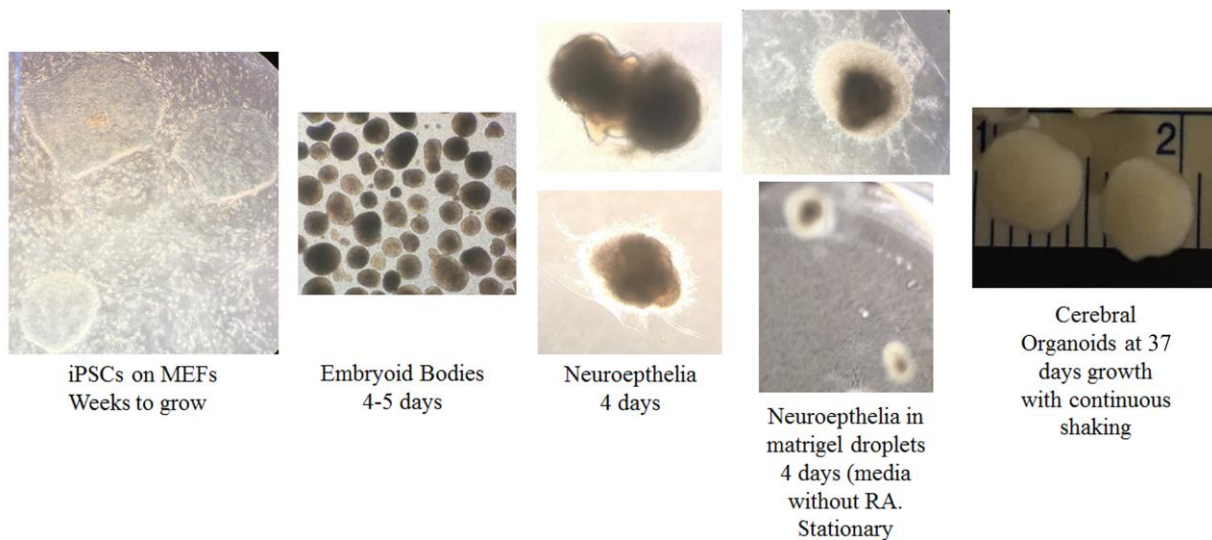 1
2
iPSCs on MEFs
Weeks to grow
Embryoid Bodies
4-5 days
Neuroepthelia
4 days
Neuroepthelia in
matrigel droplets
4 days (media
without RA.
Stationary
Cerebral
Organoids at 37
days growth
with continuous
shaking